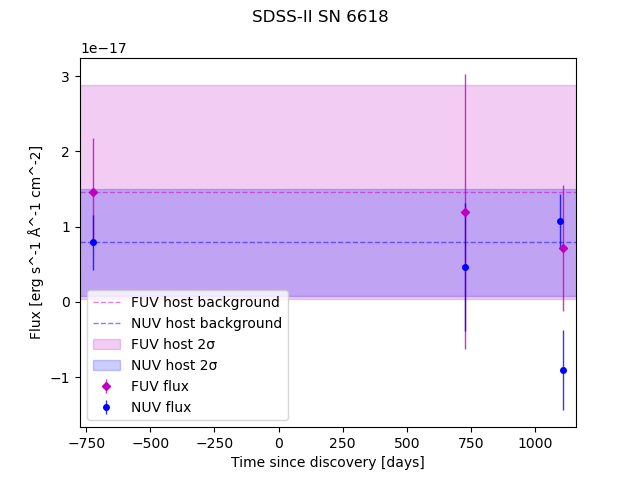 SDSS-II SN 6618
1e−17
3
2
1
0
−1
Flux [erg s^-1 Å^-1 cm^-2]
FUV host background
NUV host background
FUV host 2σ
NUV host 2σ
FUV flux
NUV flux
−750 −500 −250 0 250 500 750 1000
Time since discovery [days]